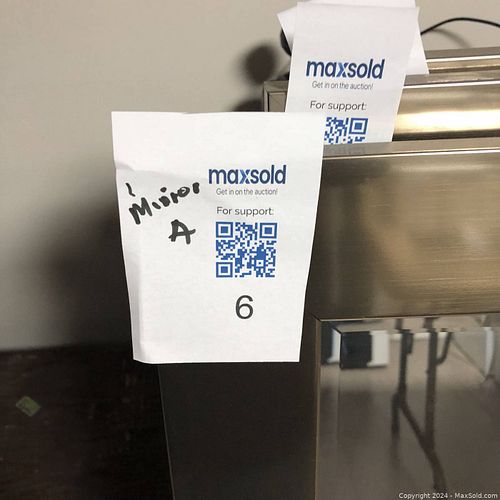 maxsold
Get in on the auction!
For support:
maxsold
Get in on the auction!
For support:
Mirror
A
6
Copyright 2024 - MaxSold.com